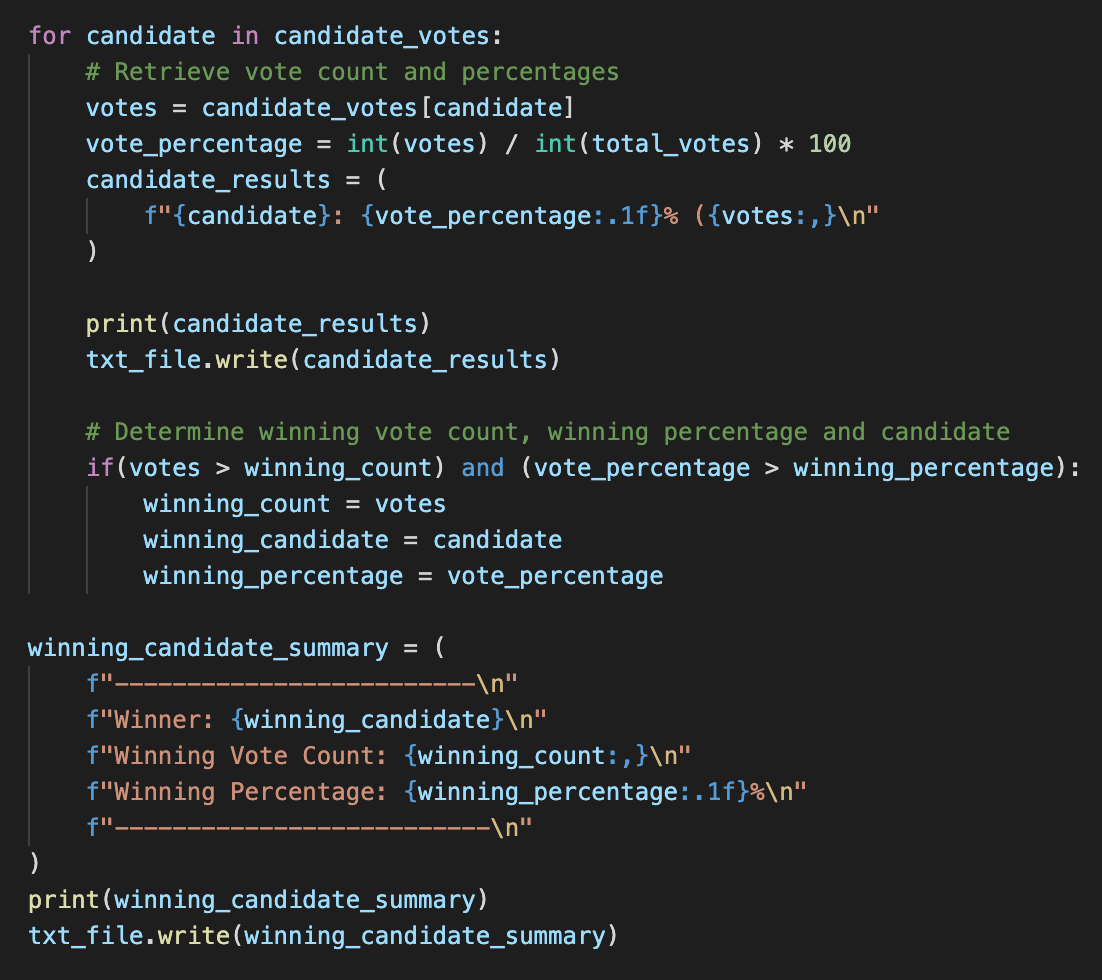 for candidate in candidate_votes:
    # Retrieve vote count and percentages
    votes = candidate_votes[candidate]
    vote_percentage = int(votes) / int(total_votes) * 100
    candidate_results = (
        f"{candidate}: {vote_percentage:.1f}% ({votes:,}\n"
    )

    print(candidate_results)
    txt_file.write(candidate_results)

    # Determine winning vote count, winning percentage and candidate
    if(votes > winning_count) and (vote_percentage > winning_percentage):
        winning_count = votes
        winning_candidate = candidate
        winning_percentage = vote_percentage

winning_candidate_summary = (
    f"-------------------------\n"
    f"Winner: {winning_candidate}\n"
    f"Winning Vote Count: {winning_count:,}\n"
    f"Winning Percentage: {winning_percentage:.1f}%\n"
    f"--------------------------\n"
)
print(winning_candidate_summary)
txt_file.write(winning_candidate_summary)